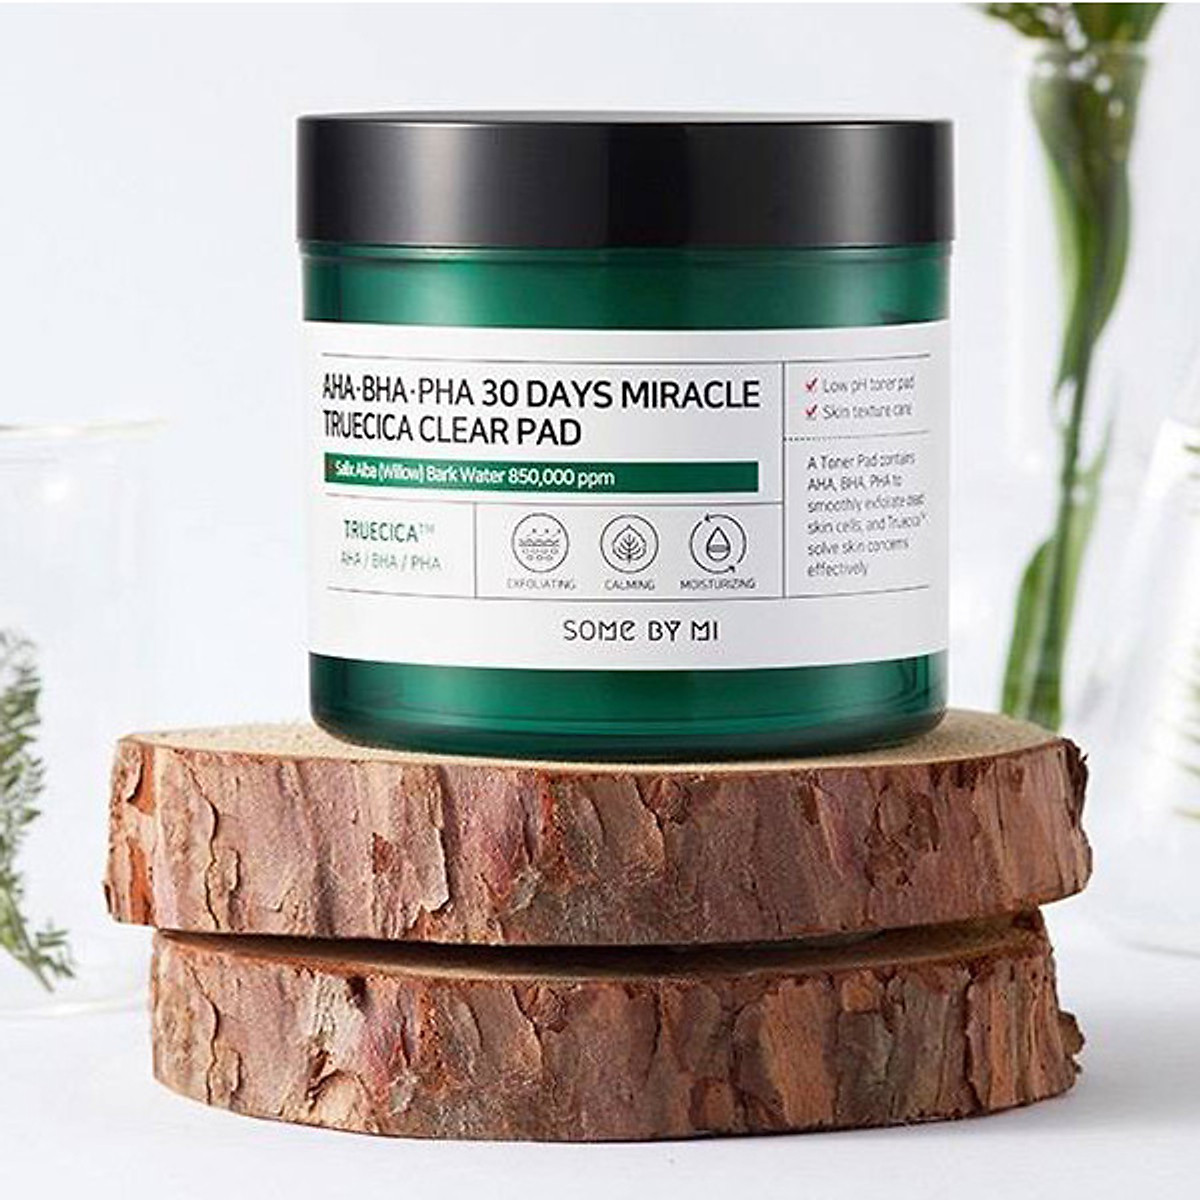 AHA·BHA·PHA 30 DAYS MIRACLE
TRUECICA CLEAR PAD
Salix Alba (Willow) Bark Water 850,000 ppm
TRUECICA™
AHA / BHA / PHA
EXFOLIATING
CALMING
MOISTURIZING
Low pH toner pad
Skin texture care
A Toner Pad contains
AHA, BHA, PHA to
smoothly exfoliate dead
skin cells, and Truecica™
solve skin concerns
effectively
SOME BY MI